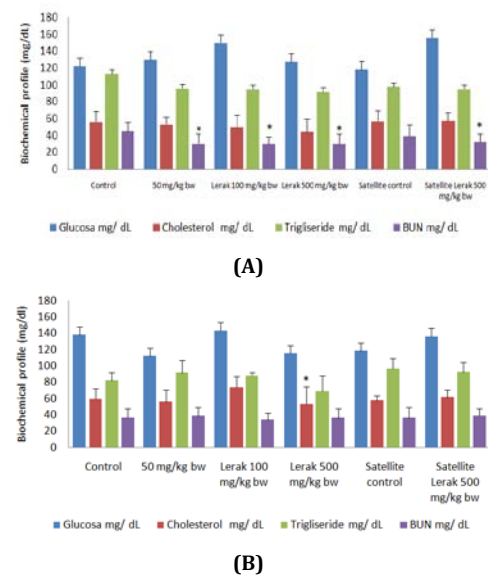 Biochemical profile (mg/dL)
180
160
140
120
100
80
60
40
20
0
* * * *
Control 50 mg/kg bw Lerak 100 mg/kg bw Lerak 500 mg/kg bw Satellite control Satellite Lerak 500
mg/kg bw
Glucosa mg/ dL Cholesterol mg/ dL Trigliseride mg/ dL BUN mg/ dL
(A)
Biochemical profile (mg/dl)
180
160
140
120
100
80
60
40
20
0
*
Control 50 mg/kg bw Lerak 100 Lerak 500 Satellite Satellite
mg/kg bw mg/kg bw control Lerak 500
mg/kg bw
Glucosa mg/ dL Cholesterol mg/ dL Trigliseride mg/ dL BUN mg/ dL
(B)